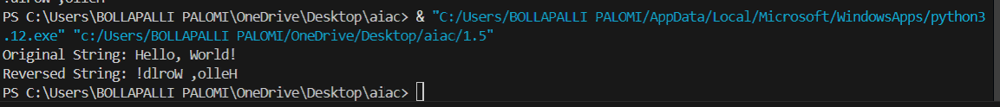 !dlroW ,olleH
PS C:\Users\BOLLAPALLI PALOMI\OneDrive\Desktop\aiac> & "C:/Users/BOLLAPALLI PALOMI/AppData/Local/Microsoft/WindowsApps/python3
.12.exe" "c:/Users/BOLLAPALLI PALOMI/OneDrive/Desktop/aiac/1.5"
Original String: Hello, World!
Reversed String: !dlroW ,olleH
PS C:\Users\BOLLAPALLI PALOMI\OneDrive\Desktop\aiac>